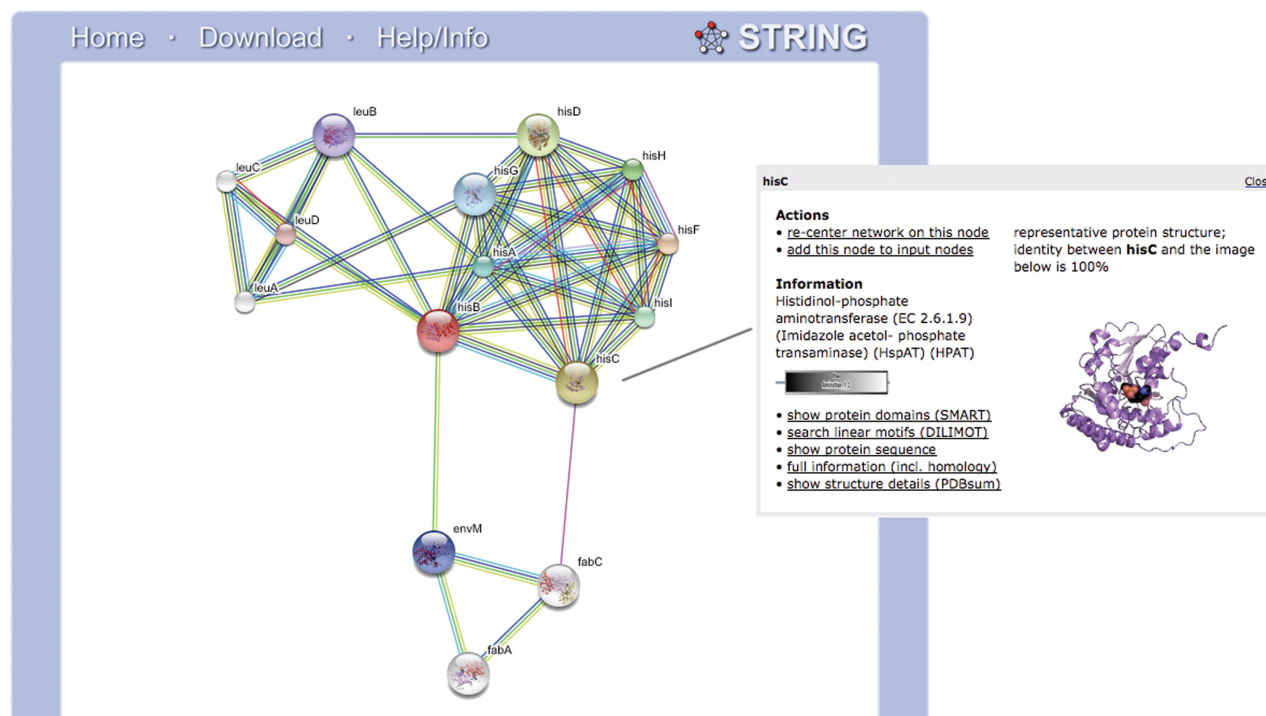 Home · Download · Help/Info
STRING
leuB
hisD
hisH
leuC
hisG
leuD
hisF
hisA
leuA
hisI
hisB
hisC
envM
fabC
fabA
hisC
Clos
Actions
• re-center network on this node
• add this node to input nodes
Information
Histidinol-phosphate
aminotransferase (EC 2.6.1.9)
(Imidazole acetol- phosphate
transaminase) (HspAT) (HPAT)
• show protein domains (SMART)
• search linear motifs (DILIMOT)
• show protein sequence
• full information (incl. homology)
• show structure details (PDBsum)
representative protein structure;
identity between hisC and the image
below is 100%